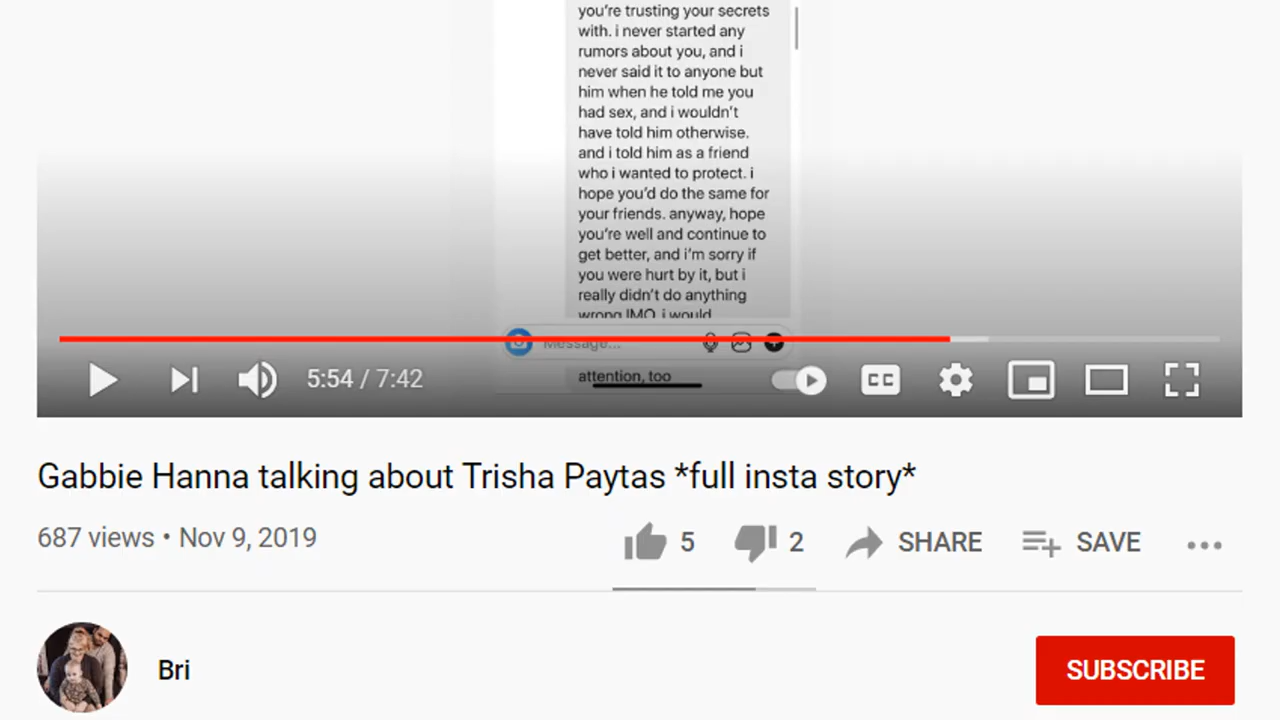 you're trusting your secrets
with. i never started any
rumors about you, and i
never said it to anyone but
him when he told me you
had sex, and i wouldn't
have told him otherwise.
and i told him as a friend
who i wanted to protect. i
hope you'd do the same for
your friends. anyway, hope
you're well and continue to
get better, and i'm sorry if
you were hurt by it, but i
really didn't do anything
wrong IMO. i would
Message...
attention, too
5:54 / 7:42
CC
Gabbie Hanna talking about Trisha Paytas *full insta story*
687 views • Nov 9, 2019
5
2
SHARE
SAVE
Bri
SUBSCRIBE